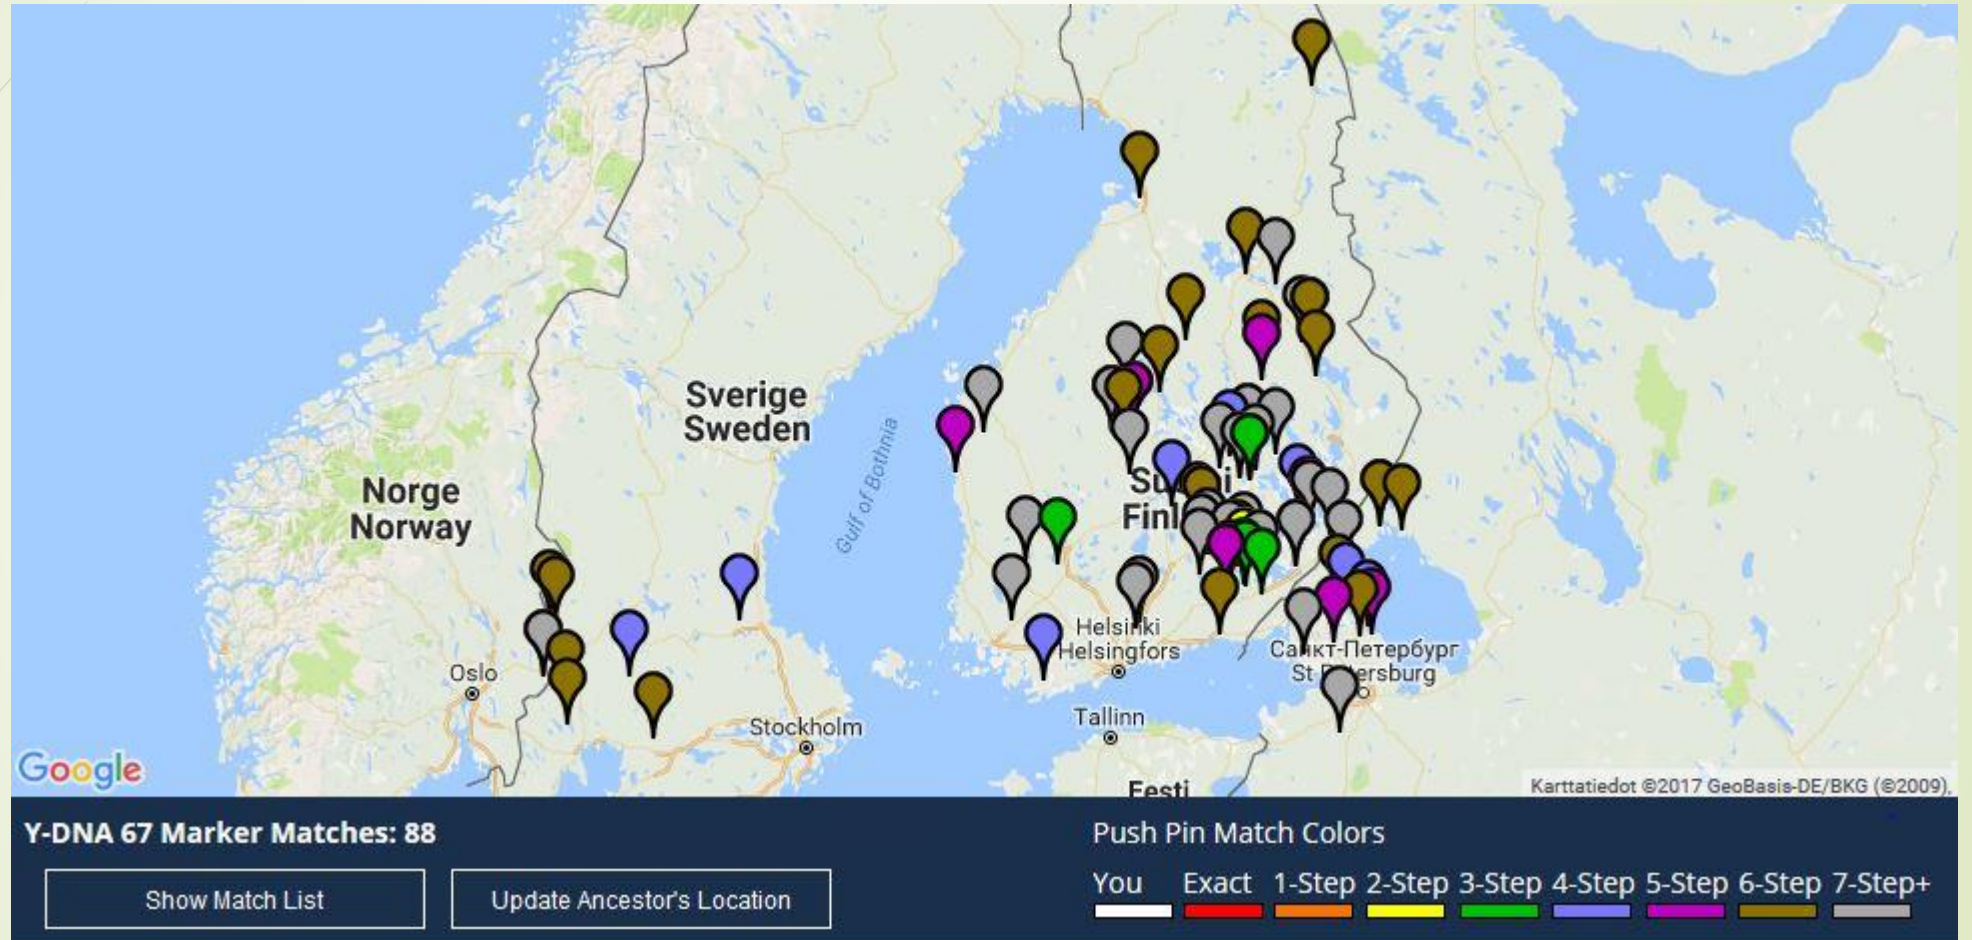 Sverige
Sweden
Norge
Norway
Gulf of Bothnia
Oslo
Stockholm
Helsinki
Helsingfors
Санкт-Петербург
Tallinn
Eesti
Google
Karttatiedot ©2017 GeoBasis-DE/BKG (©2009),
Y-DNA 67 Marker Matches: 88
Show Match List
Update Ancestor's Location
Push Pin Match Colors
You Exact 1-Step 2-Step 3-Step 4-Step 5-Step 6-Step 7-Step+